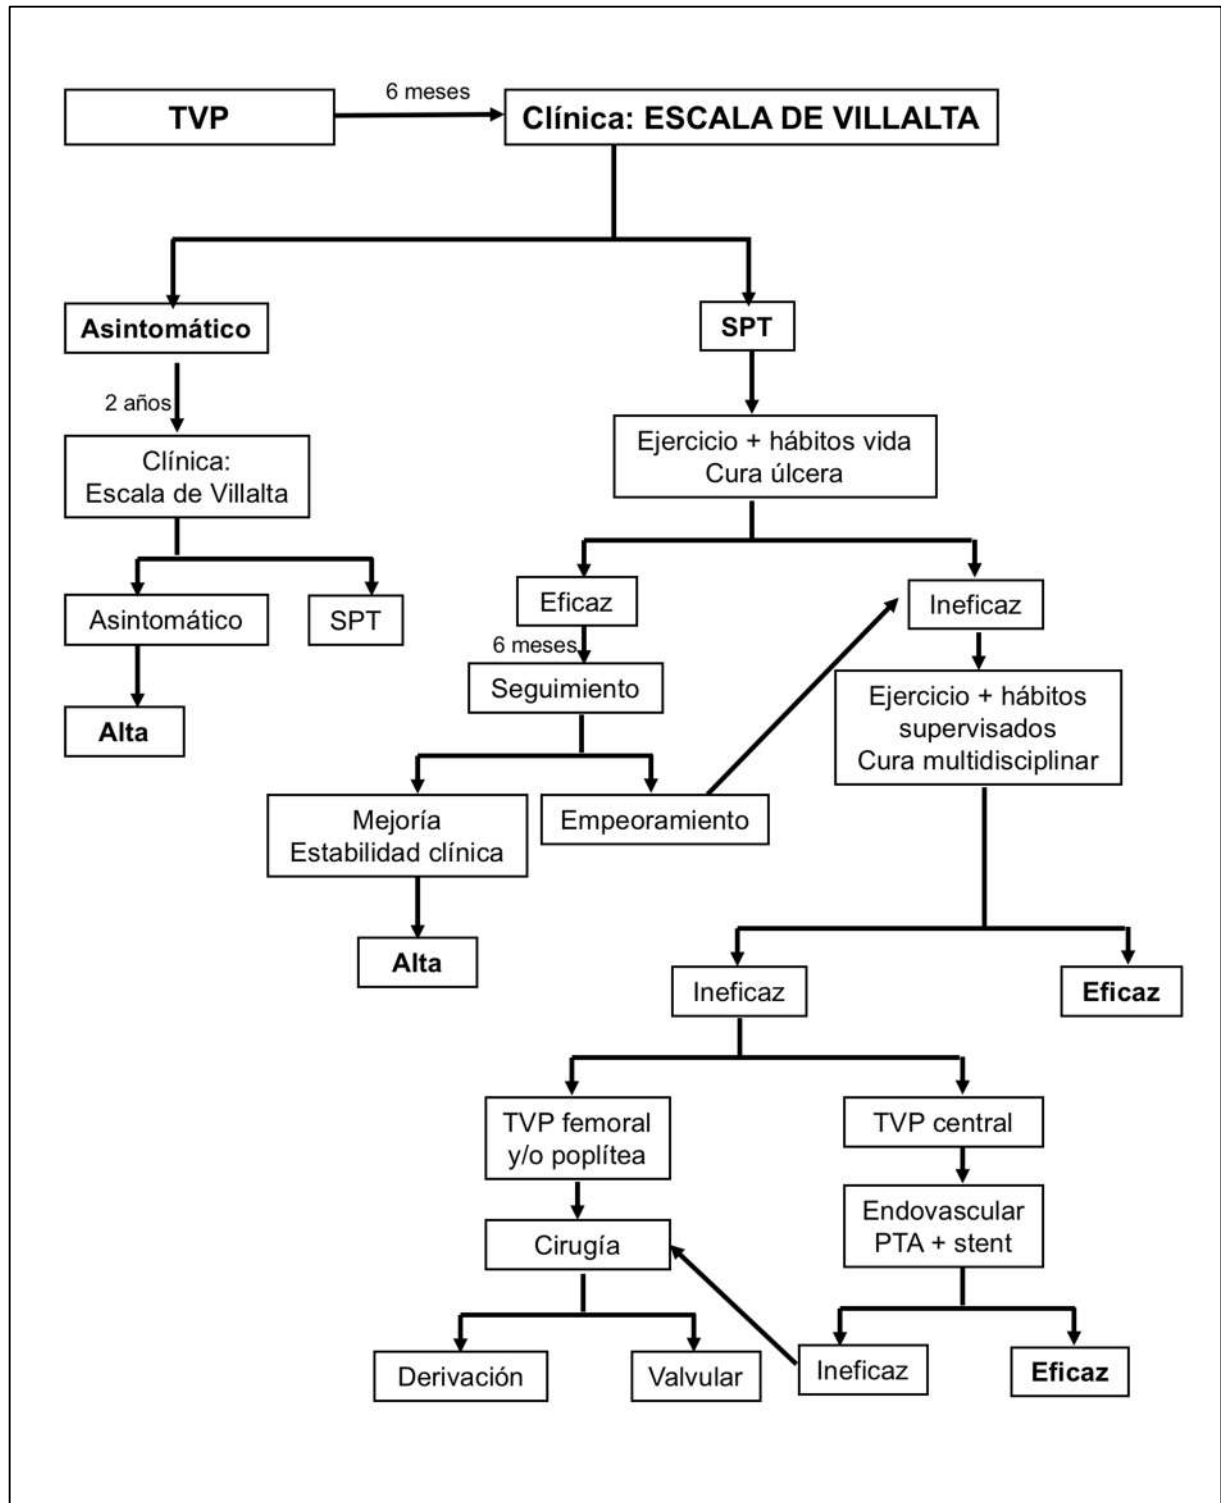 6 meses
TVP
Clínica: ESCALA DE VILLALTA
Asintomático
SPT
2 años
Clínica:
Escala de Villalta
Ejercicio + hábitos vida
Cura úlcera
Asintomático
SPT
Eficaz
Ineficaz
6 meses
Seguimiento
Alta
Ejercicio + hábitos
supervisados
Cura multidisciplinar
Mejoría
Estabilidad clínica
Empeoramiento
Alta
Ineficaz
Eficaz
TVP femoral
y/o poplítea
TVP central
Cirugía
Endovascular
PTA + stent
Derivación
Valvular
Ineficaz
Eficaz